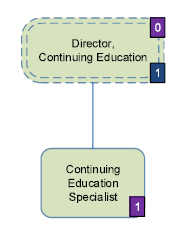 0
Director,
Continuing Education
1
Continuing
Education
Specialist
1